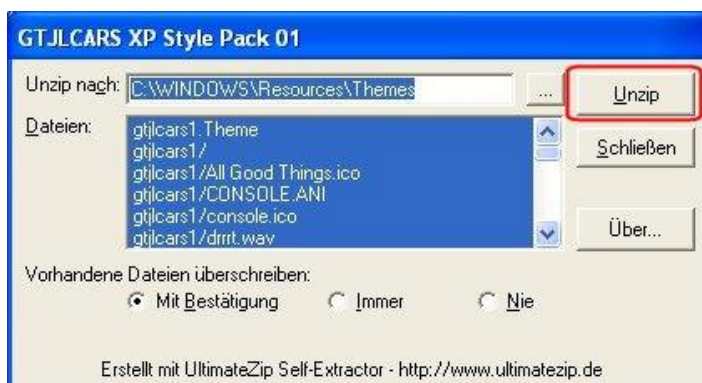 GTJLCARS XP Style Pack 01
Unzip nach: C:\WINDOWS\Resources\Themes ... Unzip
Dateien:
gtjlcars1.Theme
gtjlcars1/
gtjlcars1/All Good Things.ico
gtjlcars1/CONSOLE.ANI
gtjlcars1/console.ico
gtjlcars1/drrrt.wav
Schließen
Über...
Vorhandene Dateien überschreiben:
Mit Bestätigung Immer Nie
Erstellt mit UltimateZip Self-Extractor - http://www.ultimatezip.de